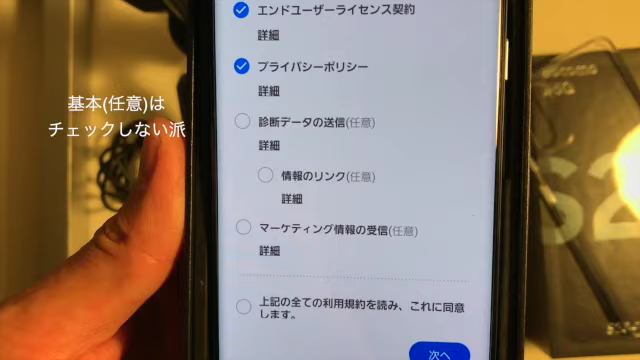 エンドユーザーライセンス契約
詳細
プライバシーポリシー
詳細
基本(任意)は
チェックしない派
診断データの送信(任意)
詳細
情報のリンク(任意)
詳細
マーケティング情報の受信(任意)
詳細
上記の全ての利用規約を読み、これに同意
します。
次へ
docomo
5G
S2